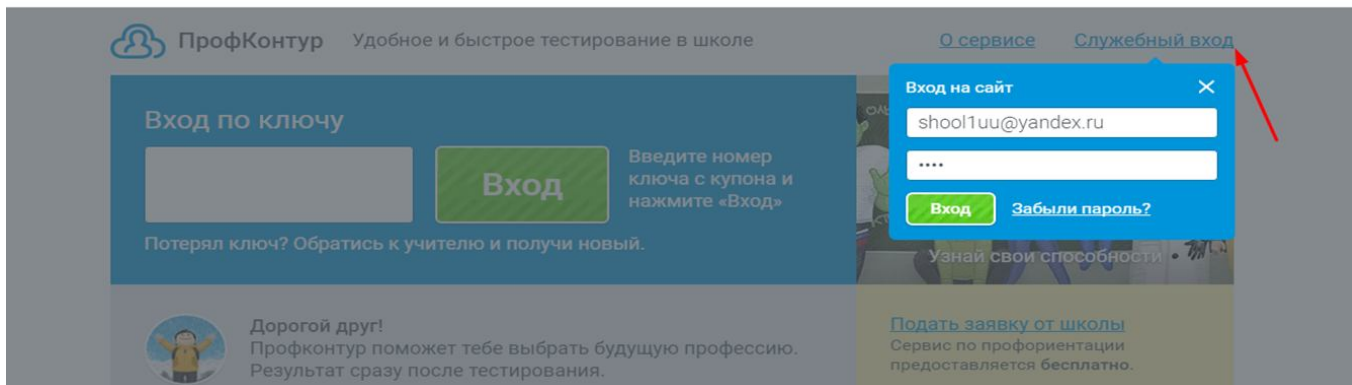 ПрофКонтур Удобное и быстрое тестирование в школе О сервисе Служебный вход
Вход по ключу
Вход
Введите номер
ключа с купона и
нажмите «Вход»
Потерял ключ? Обратись к учителю и получи новый.
Вход на сайт
shool1uu@yandex.ru
••••
Вход Забыли пароль?
Узнай свои способности
Дорогой друг!
Профконтур поможет тебе выбрать будущую профессию.
Результат сразу после тестирования.
Подать заявку от школы
Сервис по профориентации
предоставляется бесплатно.